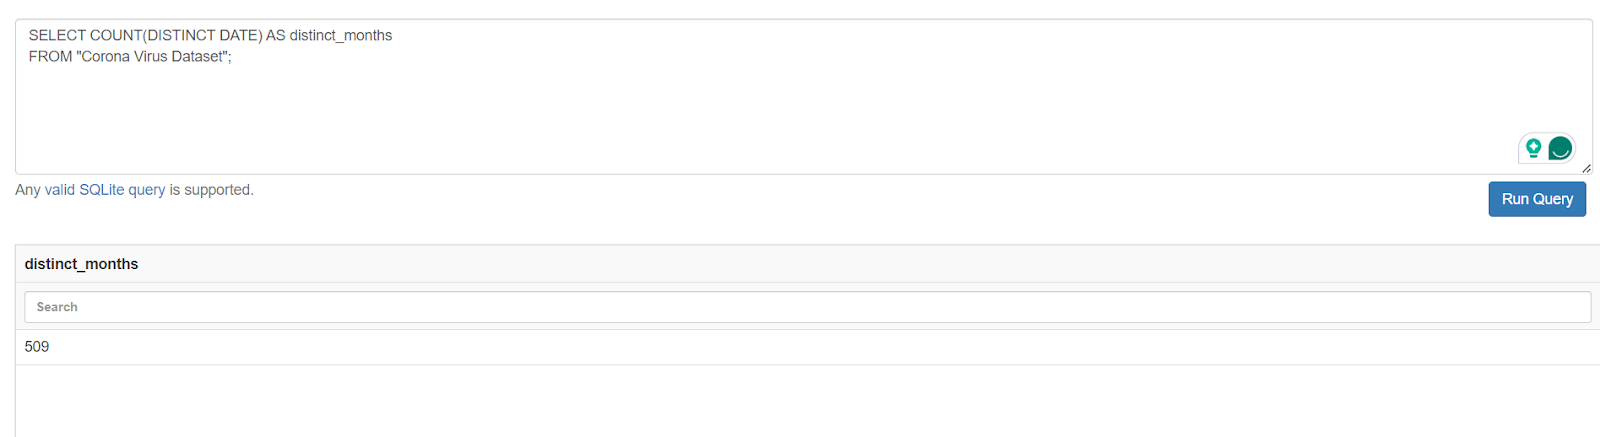 SELECT COUNT(DISTINCT DATE) AS distinct_months
FROM "Corona Virus Dataset";
Any valid SQLite query is supported.
Run Query
distinct_months
Search
509